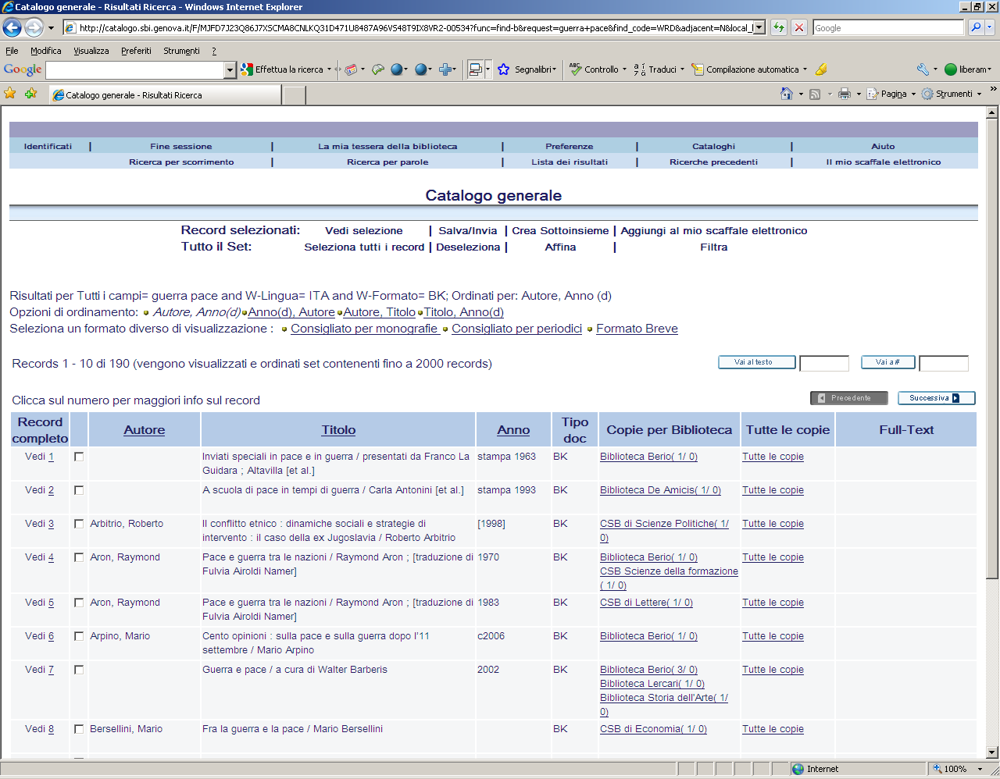 Catalogo generale - Risultati Ricerca - Windows Internet Explorer
http://catalogo.sbi.genova.it/F/MJFD7J23Q86J7XSCMA8CNLKQ31D471U8487A96V548T9IX8VR2-00534?func=find-b&request=guerra+pace&find_code=WRD&adjacent=N&local_
Google
File Modifica Visualizza Preferiti Strumenti ?
Google Effettua la ricerca Segnalibri Controllo Traduci Compilazione automatica liberam
Catalogo generale - Risultati Ricerca Pagina Strumenti »
Identificati | Fine sessione | La mia tessera della biblioteca | Preferenze | Cataloghi | Aiuto
Ricerca per scorrimento | Ricerca per parole | Lista dei risultati | Ricerche precedenti | Il mio scaffale elettronico
Catalogo generale
Record selezionati: Vedi selezione | Salva/Invia | Crea Sottoinsieme | Aggiungi al mio scaffale elettronico
Tutto il Set: Seleziona tutti i record | Deseleziona | Affina | Filtra
Risultati per Tutti i campi= guerra pace and W-Lingua= ITA and W-Formato= BK; Ordinati per: Autore, Anno (d)
Opzioni di ordinamento: Autore, Anno(d) Anno(d), Autore Autore, Titolo Titolo, Anno(d)
Seleziona un formato diverso di visualizzazione : Consigliato per monografie Consigliato per periodici Formato Breve
Records 1 - 10 di 190 (vengono visualizzati e ordinati set contenenti fino a 2000 records) Vai al testo Vai a #
Clicca sul numero per maggiori info sul record Precedente Successiva
Record Autore Titolo Anno Tipo Copie per Biblioteca Tutte le copie Full-Text
completo doc
Vedi 1 Inviati speciali in pace e in guerra / presentati da Franco La stampa 1963 BK Biblioteca Berio( 1/ 0) Tutte le copie
Guidara ; Altavilla [et al.]
Vedi 2 A scuola di pace in tempi di guerra / Carla Antonini [et al.] stampa 1993 BK Biblioteca De Amicis( 1/ 0) Tutte le copie
Vedi 3 Arbitrio, Roberto Il conflitto etnico : dinamiche sociali e strategie di [1998] BK CSB di Scienze Politiche( 1/ Tutte le copie
intervento : il caso della ex Jugoslavia / Roberto Arbitrio 0)
Vedi 4 Aron, Raymond Pace e guerra tra le nazioni / Raymond Aron ; [traduzione di 1970 BK Biblioteca Berio( 1/ 0) Tutte le copie
Fulvia Airoldi Namer] CSB Scienze della formazione
( 1/ 0)
Vedi 5 Aron, Raymond Pace e guerra tra le nazioni / Raymond Aron ; [traduzione di 1983 BK CSB di Lettere( 1/ 0) Tutte le copie
Fulvia Airoldi Namer]
Vedi 6 Arpino, Mario Cento opinioni : sulla pace e sulla guerra dopo l'11 c2006 BK Biblioteca Berio( 1/ 0) Tutte le copie
settembre / Mario Arpino
Vedi 7 Guerra e pace / a cura di Walter Barberis 2002 BK Biblioteca Berio( 3/ 0) Tutte le copie
Biblioteca Lercari( 1/ 0)
Biblioteca Storia dell'Arte( 1/
0)
Vedi 8 Bersellini, Mario Fra la guerra e la pace / Mario Bersellini BK CSB di Economia( 1/ 0) Tutte le copie
Internet 100%